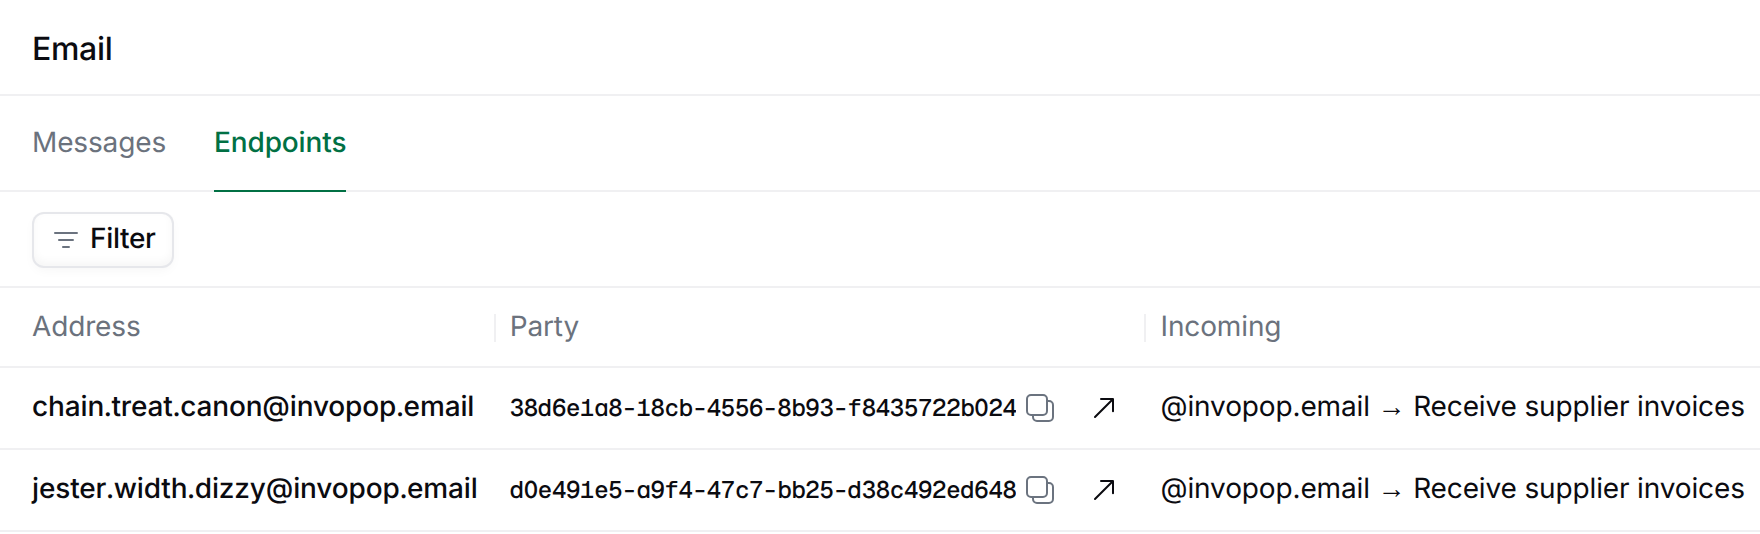 Email
Messages Endpoints
Filter
Address Party Incoming
chain.treat.canon@invopop.email 38d6e1a8-18cb-4556-8b93-f8435722b024 @invopop.email → Receive supplier invoices
jester.width.dizzy@invopop.email d0e491e5-a9f4-47c7-bb25-d38c492ed648 @invopop.email → Receive supplier invoices